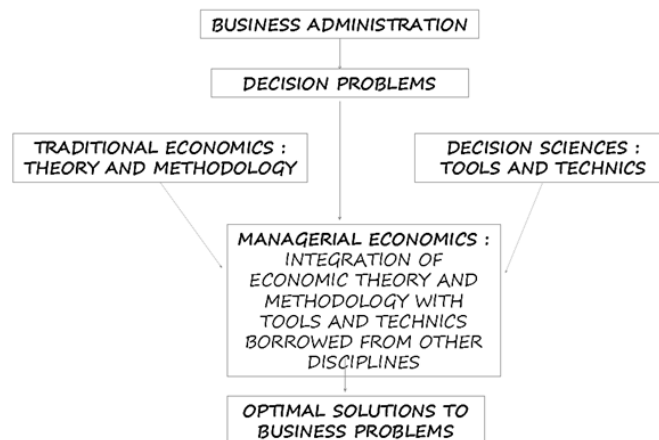 BUSINESS ADMINISTRATION
DECISION PROBLEMS
TRADITIONAL ECONOMICS :
THEORY AND METHODOLOGY
DECISION SCIENCES :
TOOLS AND TECHNICS
MANAGERIAL ECONOMICS :
INTEGRATION OF
ECONOMIC THEORY AND
METHODOLOGY WITH
TOOLS AND TECHNICS
BORROWED FROM OTHER
DISCIPLINES
OPTIMAL SOLUTIONS TO
BUSINESS PROBLEMS